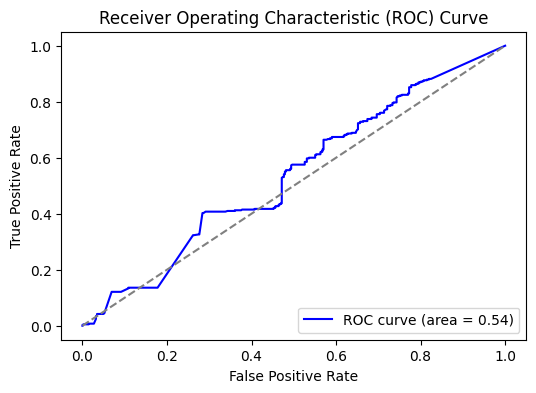 Receiver Operating Characteristic (ROC) Curve
True Positive Rate
1.0
0.8
0.6
0.4
0.2
0.0
ROC curve (area = 0.54)
0.0 0.2 0.4 0.6 0.8 1.0
False Positive Rate